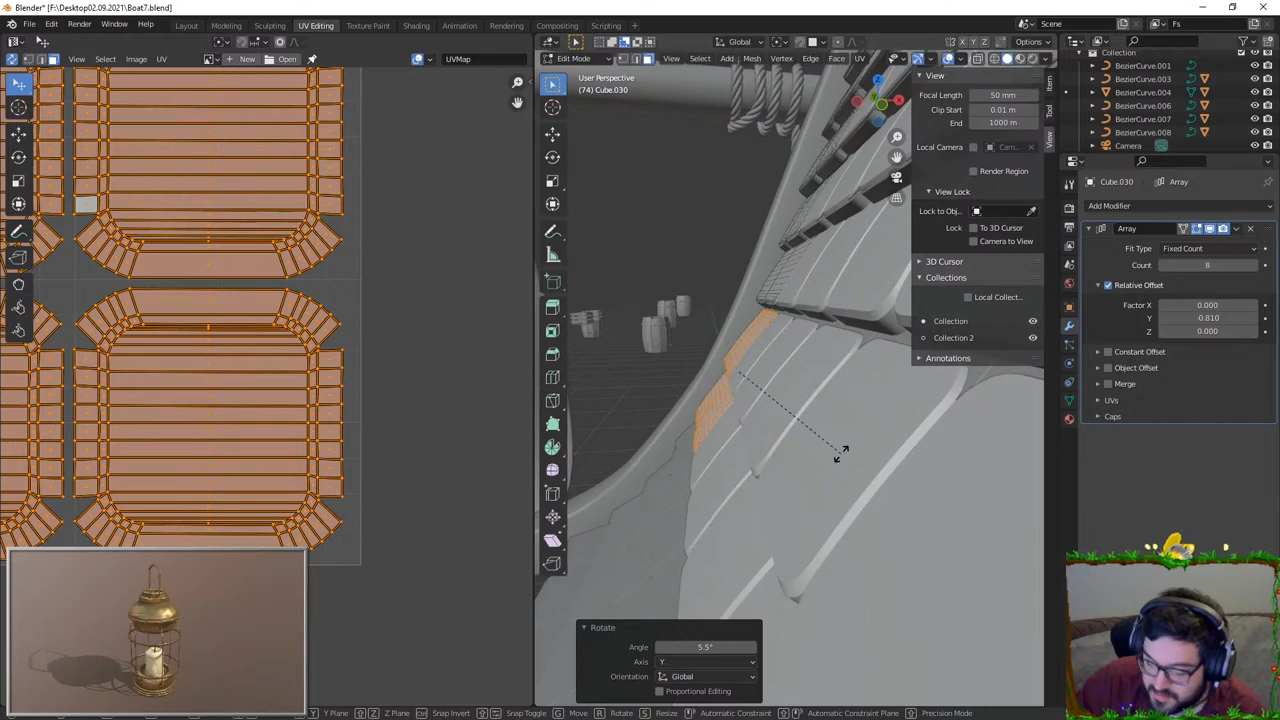 Blender* [F:\Desktop02.09.2021\Boat7.blend]
File Edit Render Window Help Layout Modeling Sculpting UV Editing Texture Paint Shading Animation Rendering Compositing Scripting Scene Fs
Global Options
View Select Image UV New Open UVMap Edit Mode View Select Add Mesh Vertex Edge Face UV
X Y Z
User Perspective
(74) Cube.030
View
Focal Length 50 mm
Clip Start 0.01 m
End 1000 m
Local Camera Cam...
Render Region
View Lock
Lock to Obj...
Lock To 3D Cursor
Camera to View
3D Cursor
Collections
Local Collect...
Collection
Collection 2
Annotations
Item
Tool
View
Collection
BezierCurve.001
BezierCurve.003
BezierCurve.004
BezierCurve.006
BezierCurve.007
BezierCurve.008
Camera
Cube.030 Array
Add Modifier
Array
Fit Type Fixed Count
Count 8
Relative Offset
Factor X 0.000
Y -0.810
Z 0.000
Constant Offset
Object Offset
Merge
UVs
Caps
Rotate
Angle 5.5°
Axis Y
Orientation Global
Proportional Editing
Y Plane Z Z Plane Snap Invert Snap Toggle G Move R Rotate S Resize Automatic Constraint Automatic Constraint Plane Precision Mode